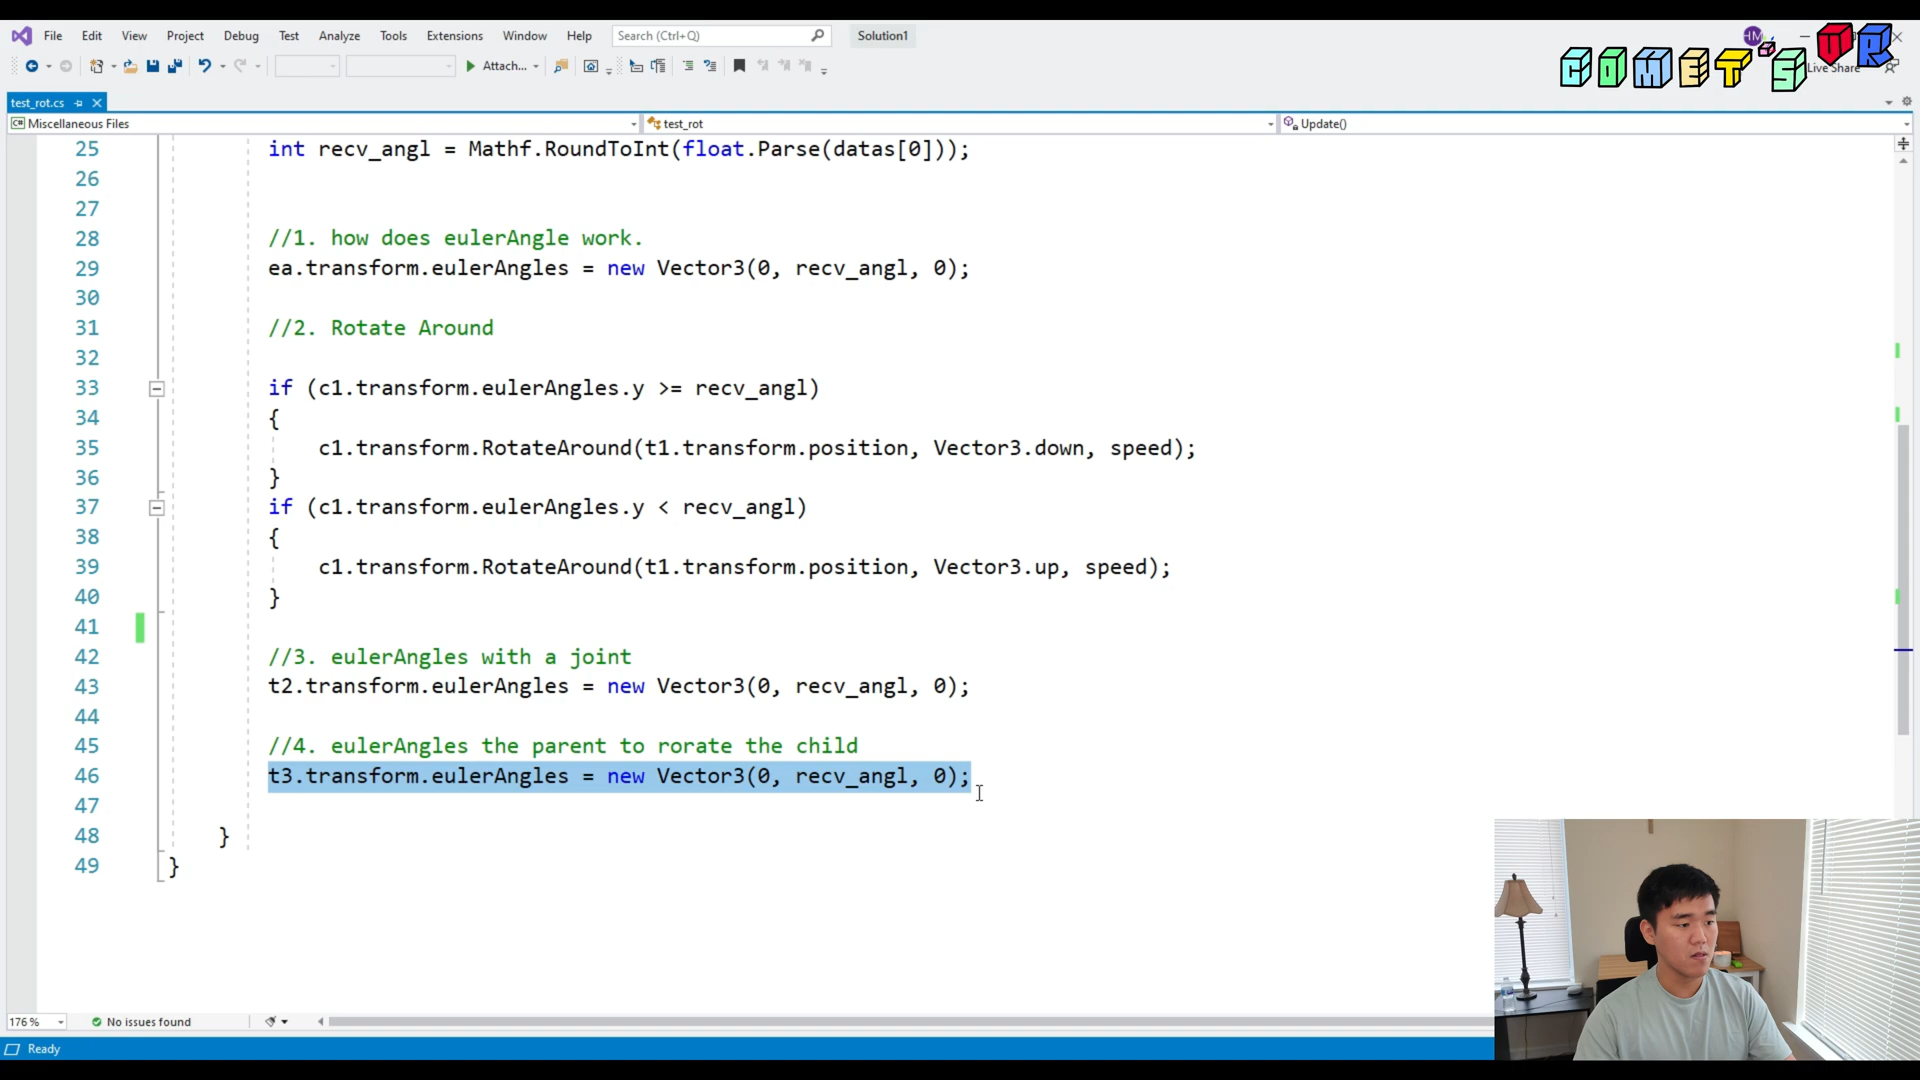 File Edit View Project Debug Test Analyze Tools Extensions Window Help Search (Ctrl+Q) Solution1
HM
COMET'S VR
Attach...
Live Share
test_rot.cs
Miscellaneous Files test_rot Update()
25 int recv_angl = Mathf.RoundToInt(float.Parse(datas[0]));
26
27
28 //1. how does eulerAngle work.
29 ea.transform.eulerAngles = new Vector3(0, recv_angl, 0);
30
31 //2. Rotate Around
32
33 if (c1.transform.eulerAngles.y >= recv_angl)
34 {
35 c1.transform.RotateAround(t1.transform.position, Vector3.down, speed);
36 }
37 if (c1.transform.eulerAngles.y < recv_angl)
38 {
39 c1.transform.RotateAround(t1.transform.position, Vector3.up, speed);
40 }
41
42 //3. eulerAngles with a joint
43 t2.transform.eulerAngles = new Vector3(0, recv_angl, 0);
44
45 //4. eulerAngles the parent to rorate the child
46 t3.transform.eulerAngles = new Vector3(0, recv_angl, 0);
47
48 }
49 }
176 % No issues found
Ready